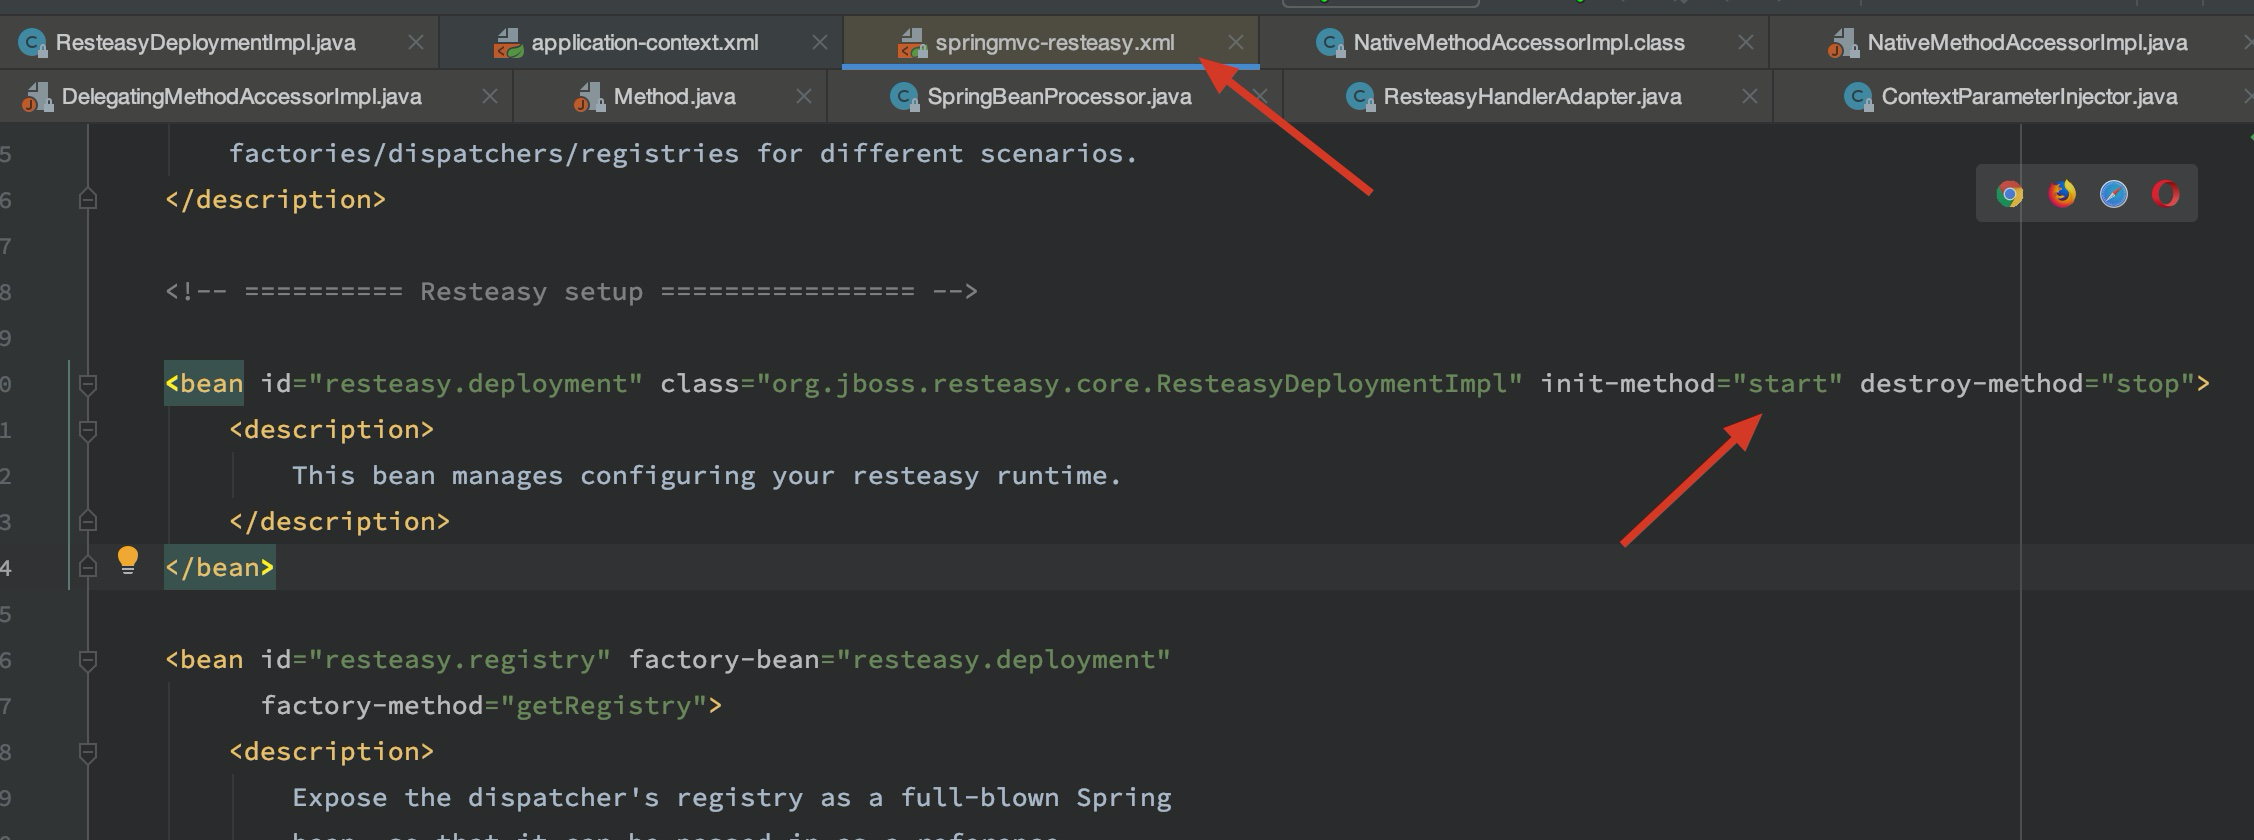 ResteasyDeploymentImpl.java application-context.xml springmvc-resteasy.xml NativeMethodAccessorImpl.class NativeMethodAccessorImpl.java
DelegatingMethodAccessorImpl.java Method.java SpringBeanProcessor.java ResteasyHandlerAdapter.java ContextParameterInjector.java
5 factories/dispatchers/registries for different scenarios.
6 </description>
7
8 <!-- ========== Resteasy setup ================ -->
9
0 <bean id="resteasy.deployment" class="org.jboss.resteasy.core.ResteasyDeploymentImpl" init-method="start" destroy-method="stop">
1 <description>
2 This bean manages configuring your resteasy runtime.
3 </description>
4 </bean>
5
6 <bean id="resteasy.registry" factory-bean="resteasy.deployment"
7 factory-method="getRegistry">
8 <description>
9 Expose the dispatcher's registry as a full-blown Spring